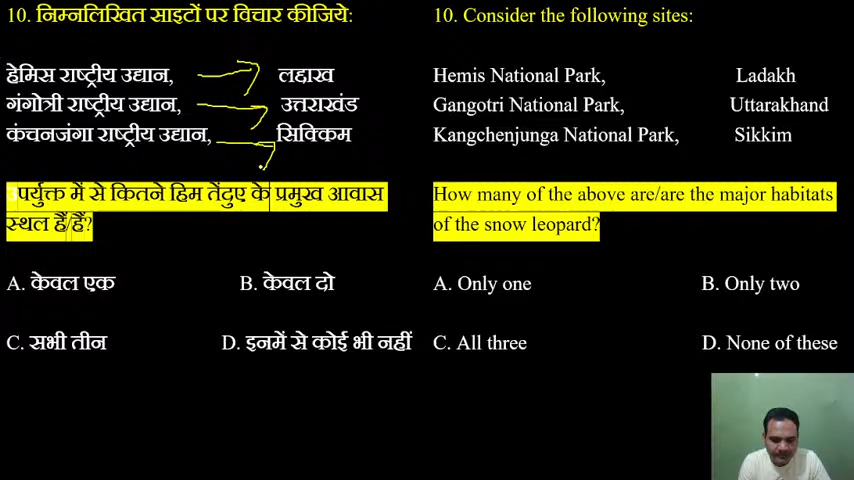 10. निम्नलिखित साइटों पर विचार कीजिये:
हेमिस राष्ट्रीय उद्यान, लद्दाख
गंगोत्री राष्ट्रीय उद्यान, उत्तराखंड
कंचनजंगा राष्ट्रीय उद्यान, सिक्किम
उपर्युक्त में से कितने हिम तेंदुए के प्रमुख आवास
स्थल हैं/हैं?
A. केवल एक B. केवल दो
C. सभी तीन D. इनमें से कोई भी नहीं
10. Consider the following sites:
Hemis National Park, Ladakh
Gangotri National Park, Uttarakhand
Kangchenjunga National Park, Sikkim
How many of the above are/are the major habitats
of the snow leopard?
A. Only one B. Only two
C. All three D. None of these